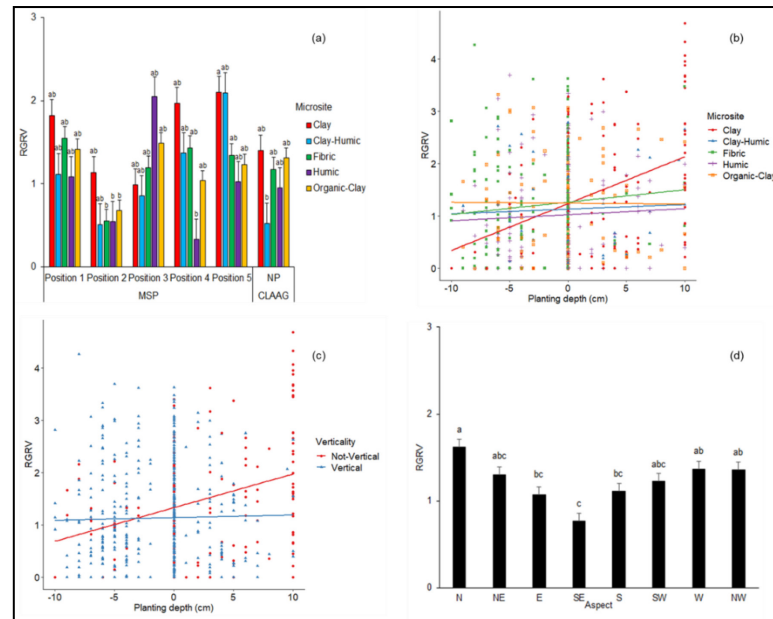 (a)
RGRV
3
2
1
0
ab ab ab ab ab
ab ab b b b
ab ab ab ab ab
ab ab ab b ab
a ab ab ab ab
ab b ab ab ab
Microsite
Clay
Clay-Humic
Fibric
Humic
Organic-Clay
Position 1 Position 2 Position 3 Position 4 Position 5 NP
MSP CLAAG
(b)
RGRV
4
3
2
1
0
Microsite
Clay
Clay-Humic
Fibric
Humic
Organic-Clay
-10 -5 0 5 10
Planting depth (cm)
(c)
RGRV
4
3
2
1
0
Verticality
Not-Vertical
Vertical
-10 -5 0 5 10
Planting depth (cm)
(d)
RGRV
3
2
1
0
a abc bc c bc abc ab ab
N NE E SE S SW W NW
Aspect